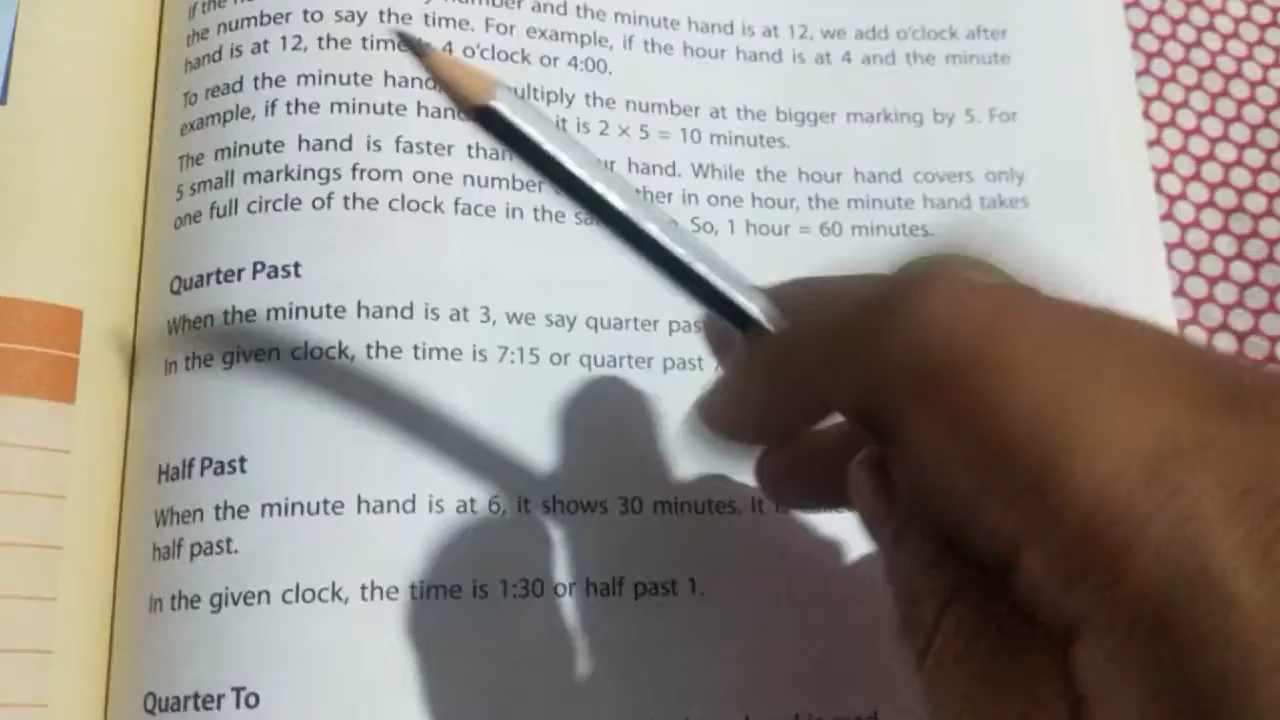 If the number and the minute hand is at 12, we add o'clock after
the number to say the time. For example, if the hour hand is at 4 and the minute
hand is at 12, the time 4 o'clock or 4:00.
To read the minute hand, multiply the number at the bigger marking by 5. For
example, if the minute hand it is 2 × 5 = 10 minutes.
The minute hand is faster than hour hand. While the hour hand covers only
5 small markings from one number other in one hour, the minute hand takes
one full circle of the clock face in the same So, 1 hour = 60 minutes.
Quarter Past
When the minute hand is at 3, we say quarter past
In the given clock, the time is 7:15 or quarter past
Half Past
When the minute hand is at 6, it shows 30 minutes. It
half past.
In the given clock, the time is 1:30 or half past 1.
Quarter To